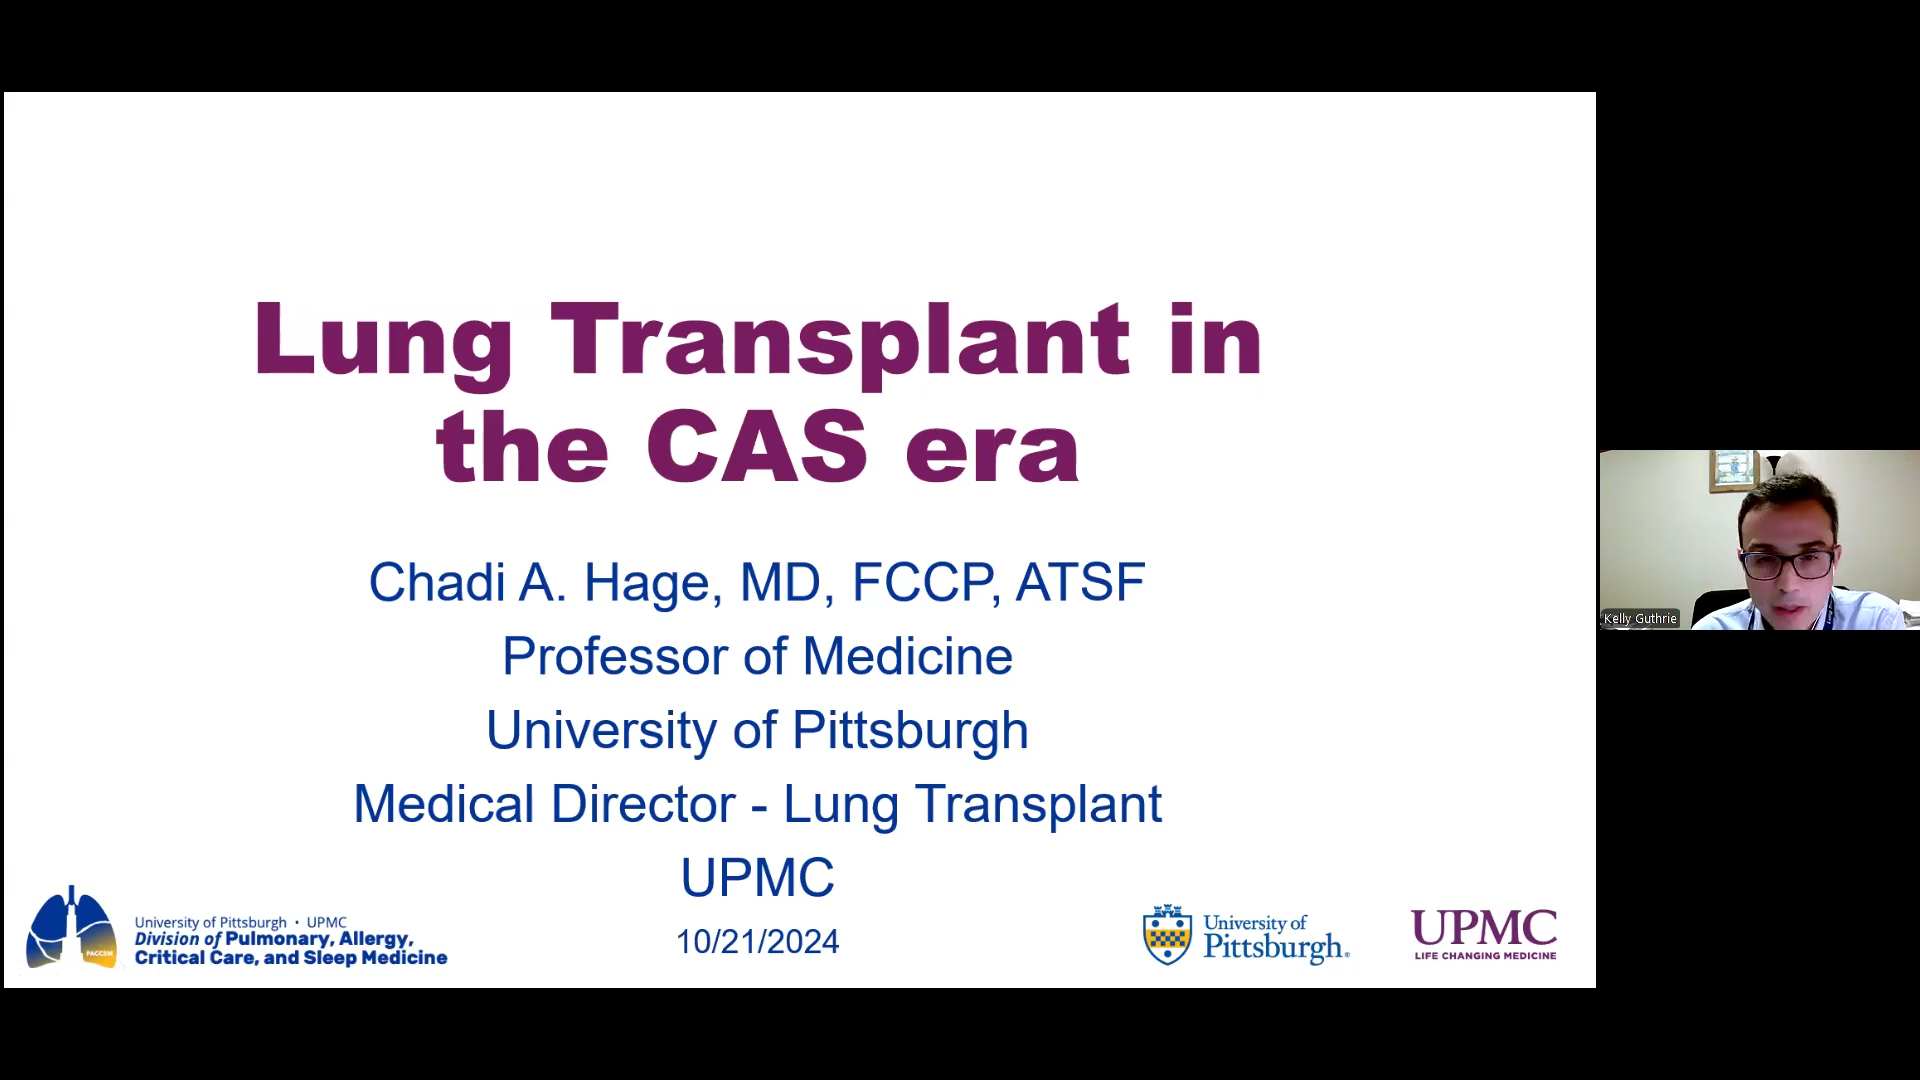 Lung Transplant in
the CAS era
Chadi A. Hage, MD, FCCP, ATSF
Professor of Medicine
University of Pittsburgh
Medical Director - Lung Transplant
UPMC
10/21/2024
PACCSM
University of Pittsburgh • UPMC
Division of Pulmonary, Allergy,
Critical Care, and Sleep Medicine
University of
Pittsburgh®
UPMC
LIFE CHANGING MEDICINE
Kelly Guthrie